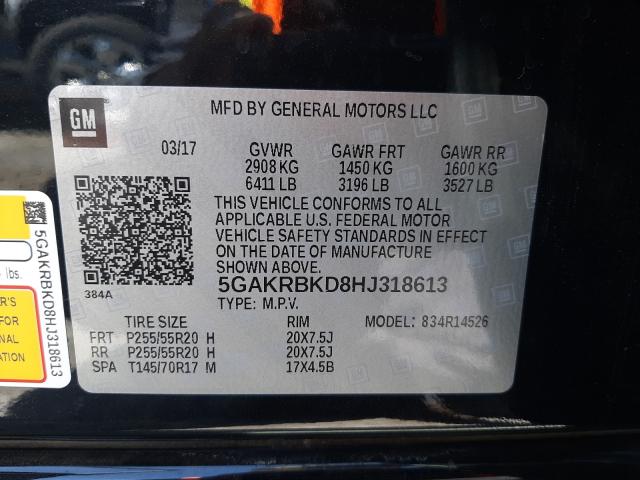 GM
MFD BY GENERAL MOTORS LLC
03/17 GVWR GAWR FRT GAWR RR
2908 KG 1450 KG 1600 KG
6411 LB 3196 LB 3527 LB
THIS VEHICLE CONFORMS TO ALL
APPLICABLE U.S. FEDERAL MOTOR
VEHICLE SAFETY STANDARDS IN EFFECT
ON THE DATE OF MANUFACTURE
SHOWN ABOVE.
384A
5GAKRBKD8HJ318613
TYPE: M.P.V.
TIRE SIZE RIM MODEL: 834R14526
FRT P255/55R20 H 20X7.5J
RR P255/55R20 H 20X7.5J
SPA T145/70R17 M 17X4.5B
5GAKRBKD8HJ318613
lbs.
FOR